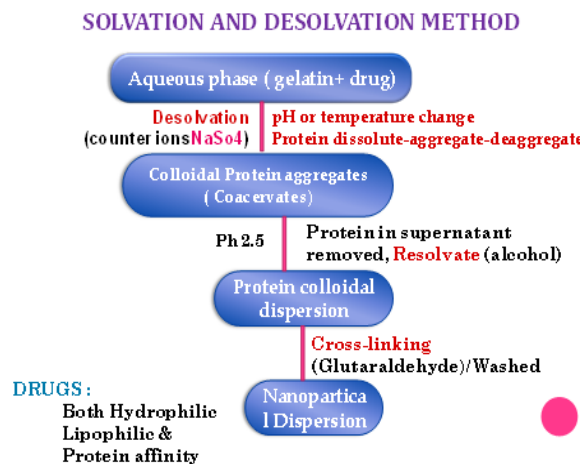 SOLVATION AND DESOLVATION METHOD
Aqueous phase ( gelatin+ drug)
Desolvation
(counter ionsNaSo4)
pH or temperature change
Protein dissolute-aggregate-deaggregate
Colloidal Protein aggregates
( Coacervates)
Ph 2.5
Protein in supernatant
removed, Resolvate (alcohol)
Protein colloidal
dispersion
Cross-linking
(Glutaraldehyde)/Washed
Nanopartica
l Dispersion
DRUGS :
Both Hydrophilic
Lipophilic &
Protein affinity